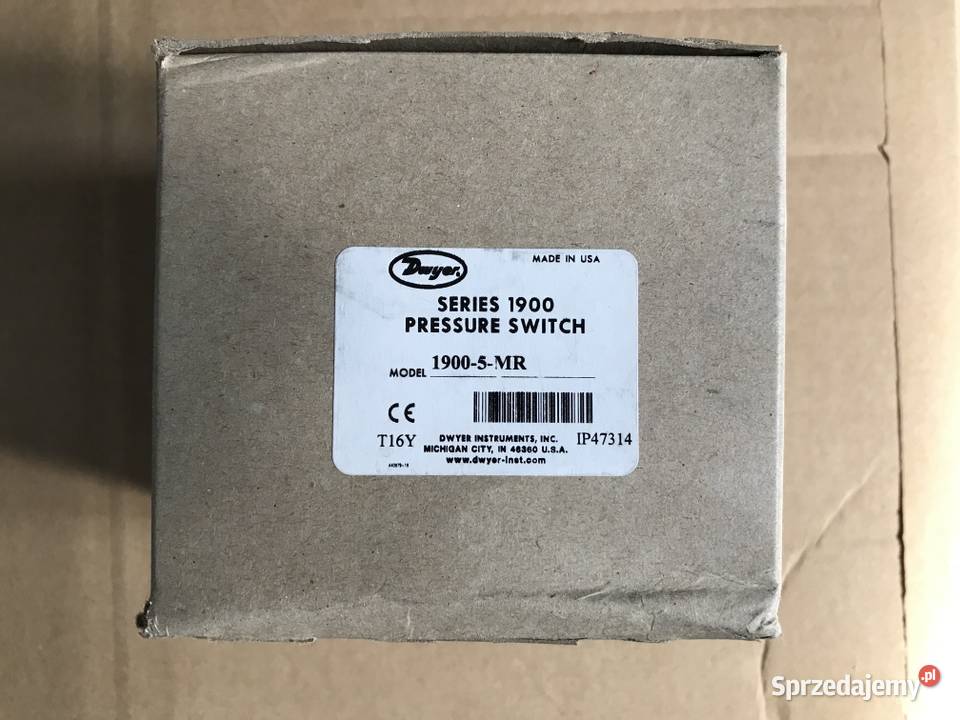 Dwyer.
MADE IN USA
SERIES 1900
PRESSURE SWITCH
MODEL 1900-5-MR
CE
T16Y
DWYER INSTRUMENTS, INC.
IP47314
MICHIGAN CITY, IN 46360 U.S.A.
www.dwyer-inst.com
Sprzedajemy.pl